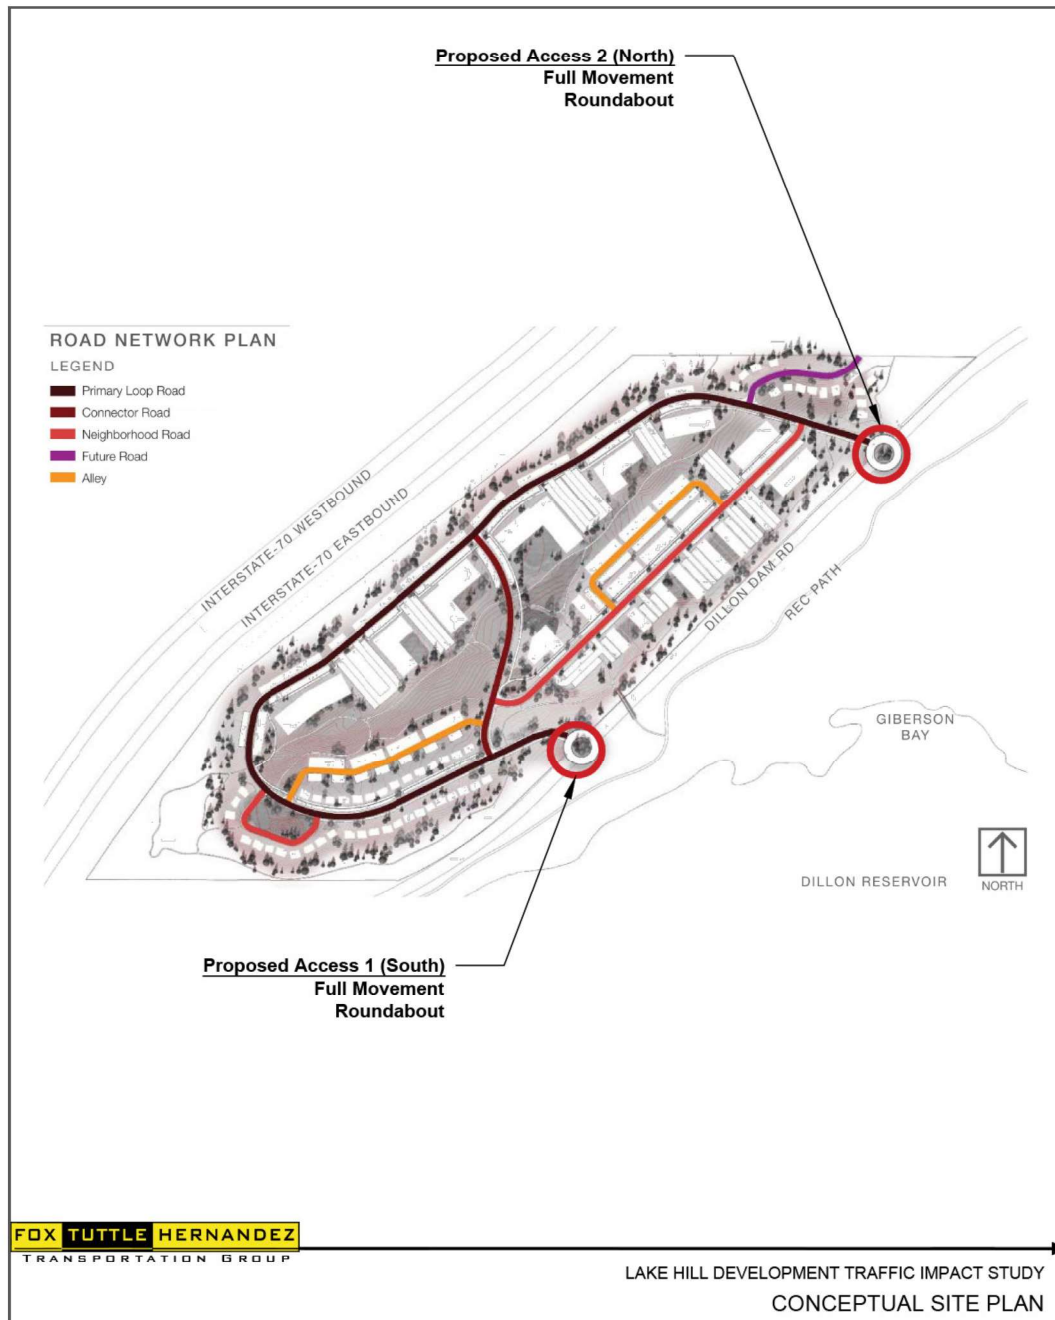 Proposed Access 2 (North)
Full Movement
Roundabout
ROAD NETWORK PLAN
LEGEND
Primary Loop Road
Connector Road
Neighborhood Road
Future Road
Alley
INTERSTATE-70 WESTBOUND
INTERSTATE-70 EASTBOUND
DILLON DAM RD
REC PATH
GIBERSON
BAY
DILLON RESERVOIR
NORTH
Proposed Access 1 (South)
Full Movement
Roundabout
FOX TUTTLE HERNANDEZ
TRANSPORTATION GROUP
LAKE HILL DEVELOPMENT TRAFFIC IMPACT STUDY
CONCEPTUAL SITE PLAN